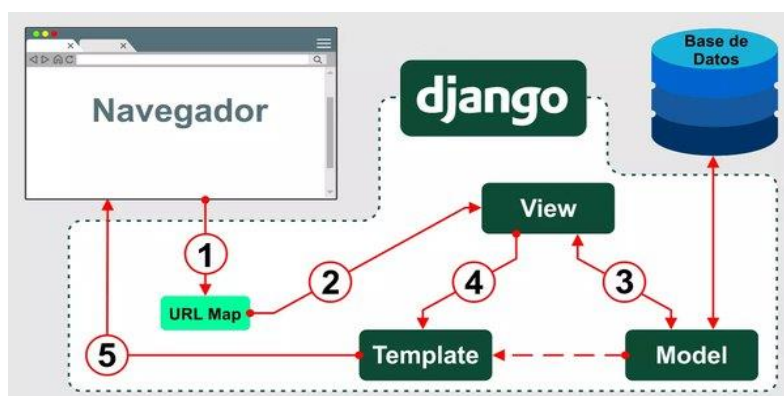 Navegador
django
Base de
Datos
View
1
2
4
3
URL Map
5
Template
Model